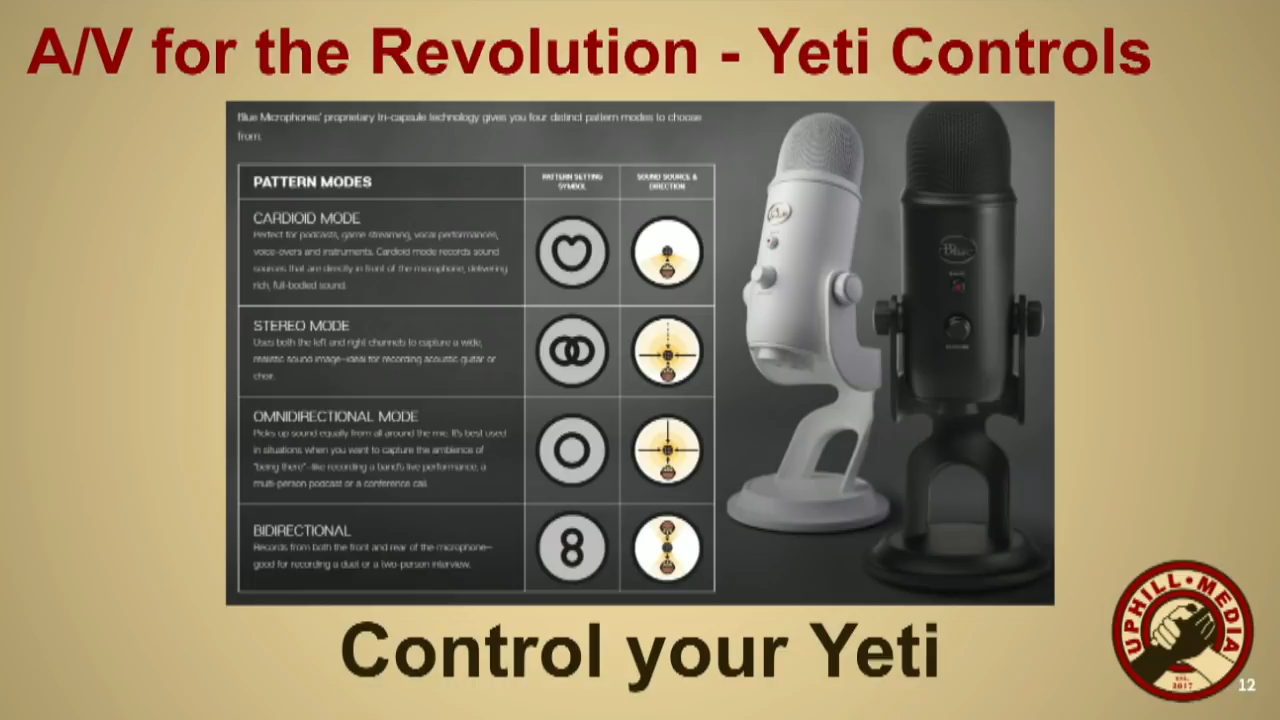 A/V for the Revolution - Yeti Controls
Blue Microphones' proprietary tri-capsule technology gives you four distinct pattern modes to choose
from.
PATTERN MODES
PATTERN SETTING
SYMBOL
SOUND SOURCE &
DIRECTION
CARDIOID MODE
Perfect for podcasts, game streaming, vocal performances,
voice-overs and instruments. Cardioid mode records sound
sources that are directly in front of the microphone, delivering
rich, full-bodied sound.
STEREO MODE
Uses both the left and right channels to capture a wide,
realistic sound image—ideal for recording acoustic guitar or
choir.
OMNIDIRECTIONAL MODE
Picks up sound equally from all around the mic. It's best used
in situations when you want to capture the ambience of
"being there"—like recording a band's live performance, a
multi-person podcast or a conference call.
BIDIRECTIONAL
Records from both the front and rear of the microphone—
good for recording a duet or a two-person interview.
Blue
Control your Yeti
UPHILL • MEDIA
EST.
2017
12